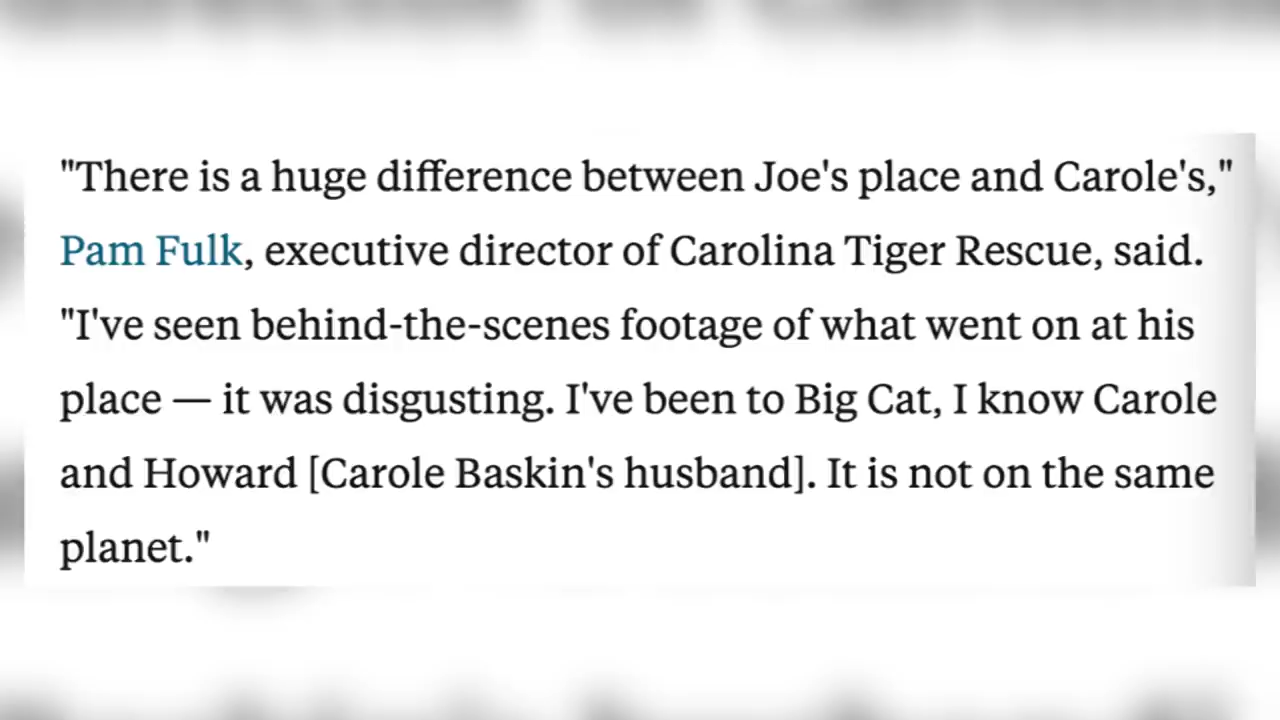 "There is a huge difference between Joe's place and Carole's,"
Pam Fulk, executive director of Carolina Tiger Rescue, said.
"I've seen behind-the-scenes footage of what went on at his
place — it was disgusting. I've been to Big Cat, I know Carole
and Howard [Carole Baskin's husband]. It is not on the same
planet."